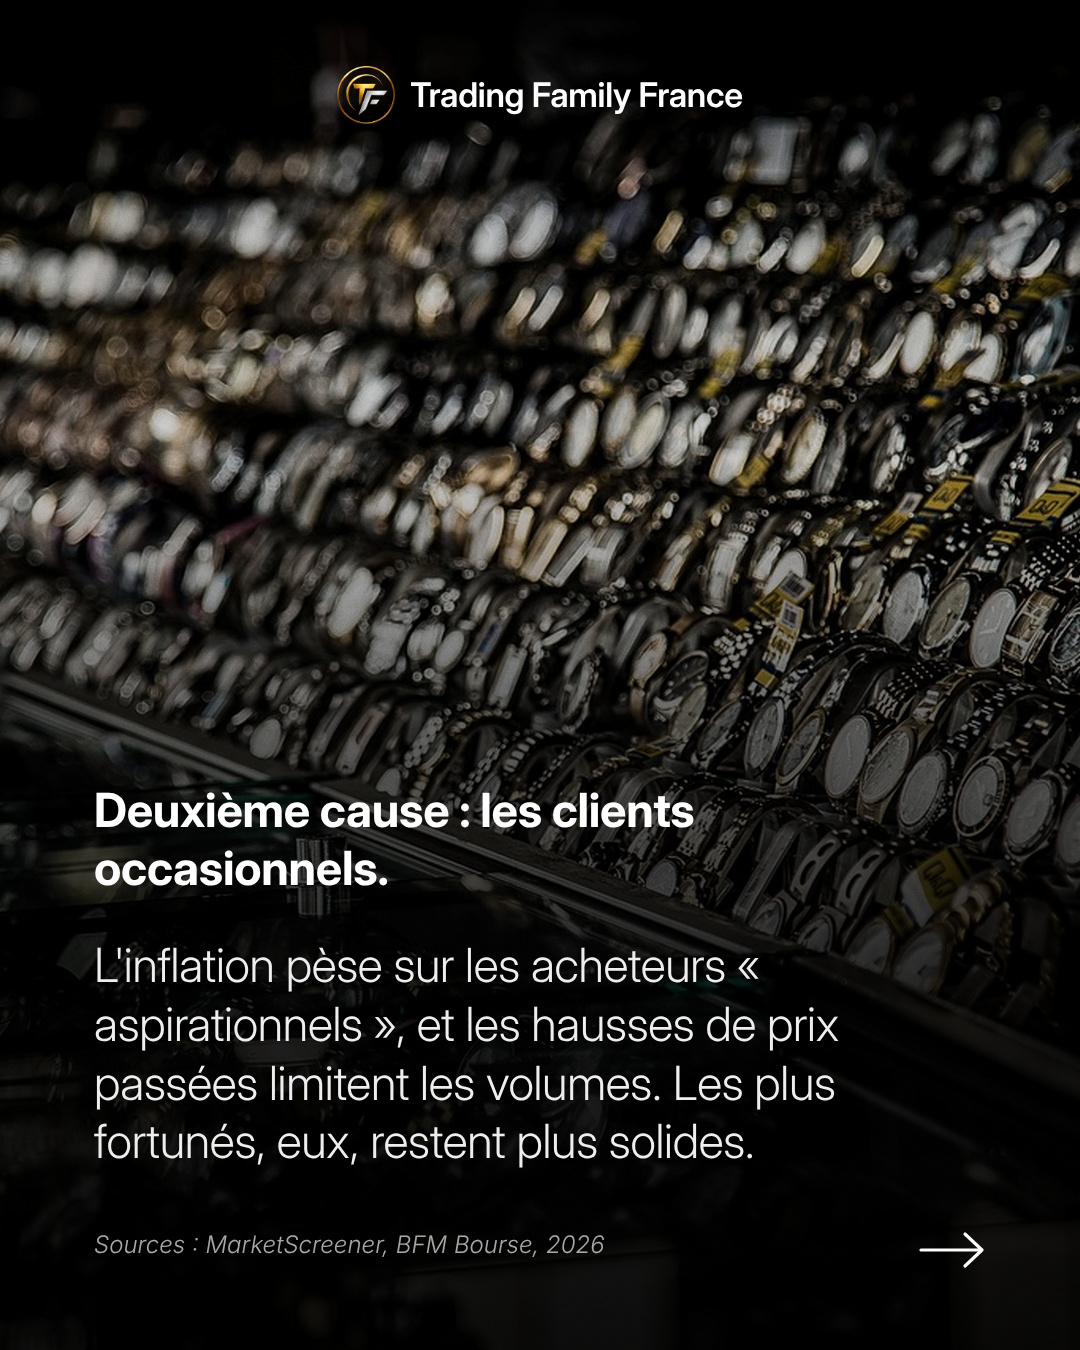 TF Trading Family France
Deuxième cause : les clients
occasionnels.
L'inflation pèse sur les acheteurs «
aspirationnels », et les hausses de prix
passées limitent les volumes. Les plus
fortunés, eux, restent plus solides.
Sources : MarketScreener, BFM Bourse, 2026